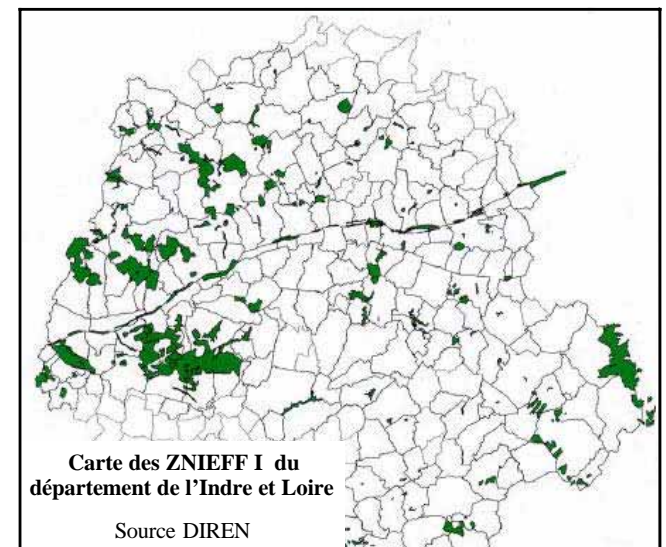 Carte des ZNIEFF I du
département de l'Indre et Loire
Source DIREN